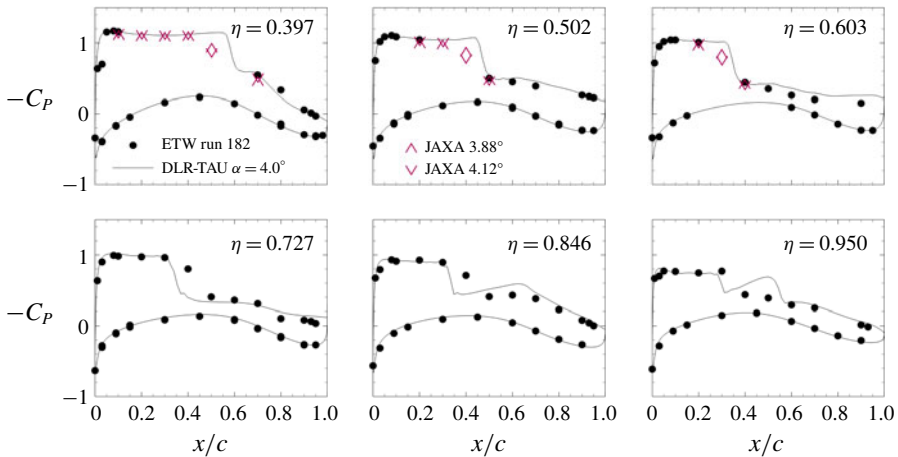 η = 0.397
η = 0.502
η = 0.603
1
0
−1
−C_P
ETW run 182
DLR-TAU α = 4.0°
JAXA 3.88°
JAXA 4.12°
η = 0.727
η = 0.846
η = 0.950
1
0
−1
−C_P
0 0.2 0.4 0.6 0.8 1.0
0 0.2 0.4 0.6 0.8 1.0
0 0.2 0.4 0.6 0.8 1.0
x/c
x/c
x/c